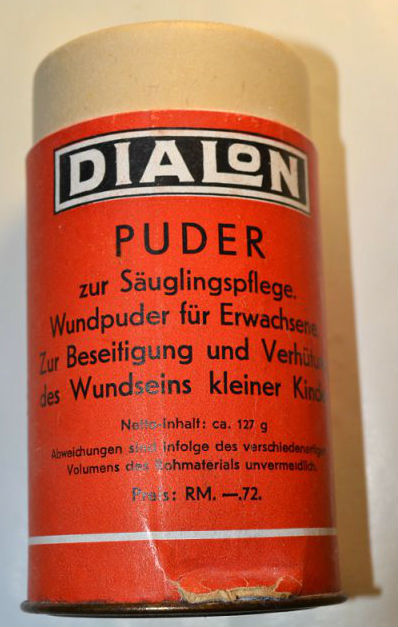 DIALON
PUDER
zur Säuglingspflege.
Wundpuder für Erwachsene.
Zur Beseitigung und Verhütu
des Wundseins kleiner Kinde
Netto-Inhalt: ca. 127 g
Abweichungen sind infolge des verschiedenartigen
Volumens des Rohmaterials unvermeidlich.
Preis: RM. —.72.